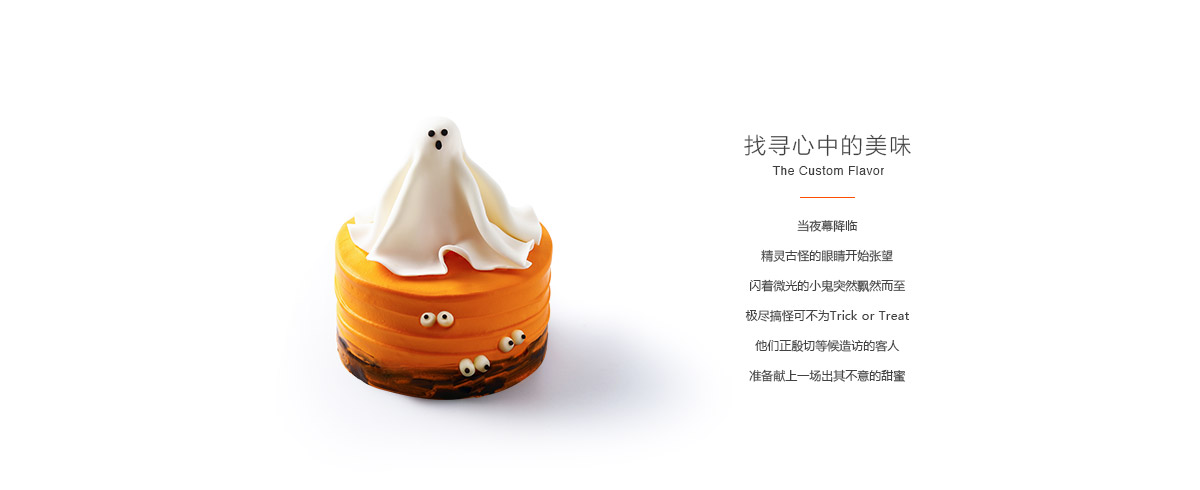 找寻心中的美味
The Custom Flavor
当夜幕降临
精灵古怪的眼睛开始张望
闪着微光的小鬼突然飘然而至
极尽搞怪可不为Trick or Treat
他们正殷切等候造访的客人
准备献上一场出其不意的甜蜜